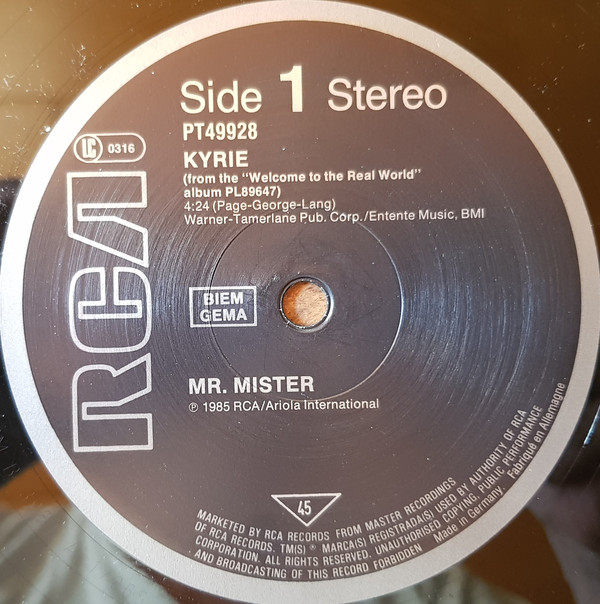 Side 1 Stereo
PT49928
LC 0316
KYRIE
(from the "Welcome to the Real World"
album PL89647)
4:24 (Page-George-Lang)
Warner-Tamerlane Pub. Corp./Entente Music, BMI
RCA
BIEM
GEMA
MR. MISTER
℗ 1985 RCA/Ariola International
45
MARKETED BY RCA RECORDS FROM MASTER RECORDINGS
OF RCA RECORDS. TM(S) ® MARCA(S) REGISTRADA(S) USED BY AUTHORITY OF RCA
CORPORATION. ALL RIGHTS RESERVED. UNAUTHORISED COPYING, PUBLIC PERFORMANCE
AND BROADCASTING OF THIS RECORD FORBIDDEN Made in Germany. Fabriqué en Allemagne.